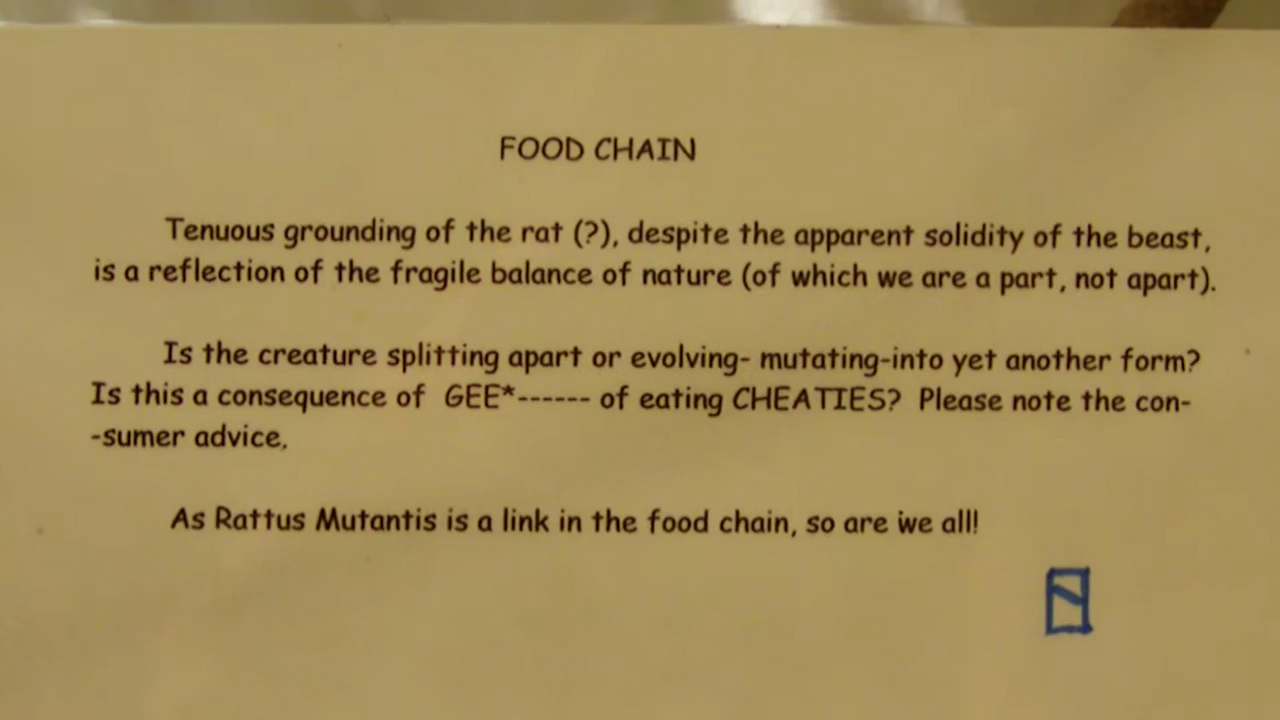 FOOD CHAIN
Tenuous grounding of the rat (?), despite the apparent solidity of the beast,
is a reflection of the fragile balance of nature (of which we are a part, not apart).
Is the creature splitting apart or evolving- mutating-into yet another form?
Is this a consequence of GEE*------ of eating CHEATIES? Please note the con-
-sumer advice,
As Rattus Mutantis is a link in the food chain, so are we all!